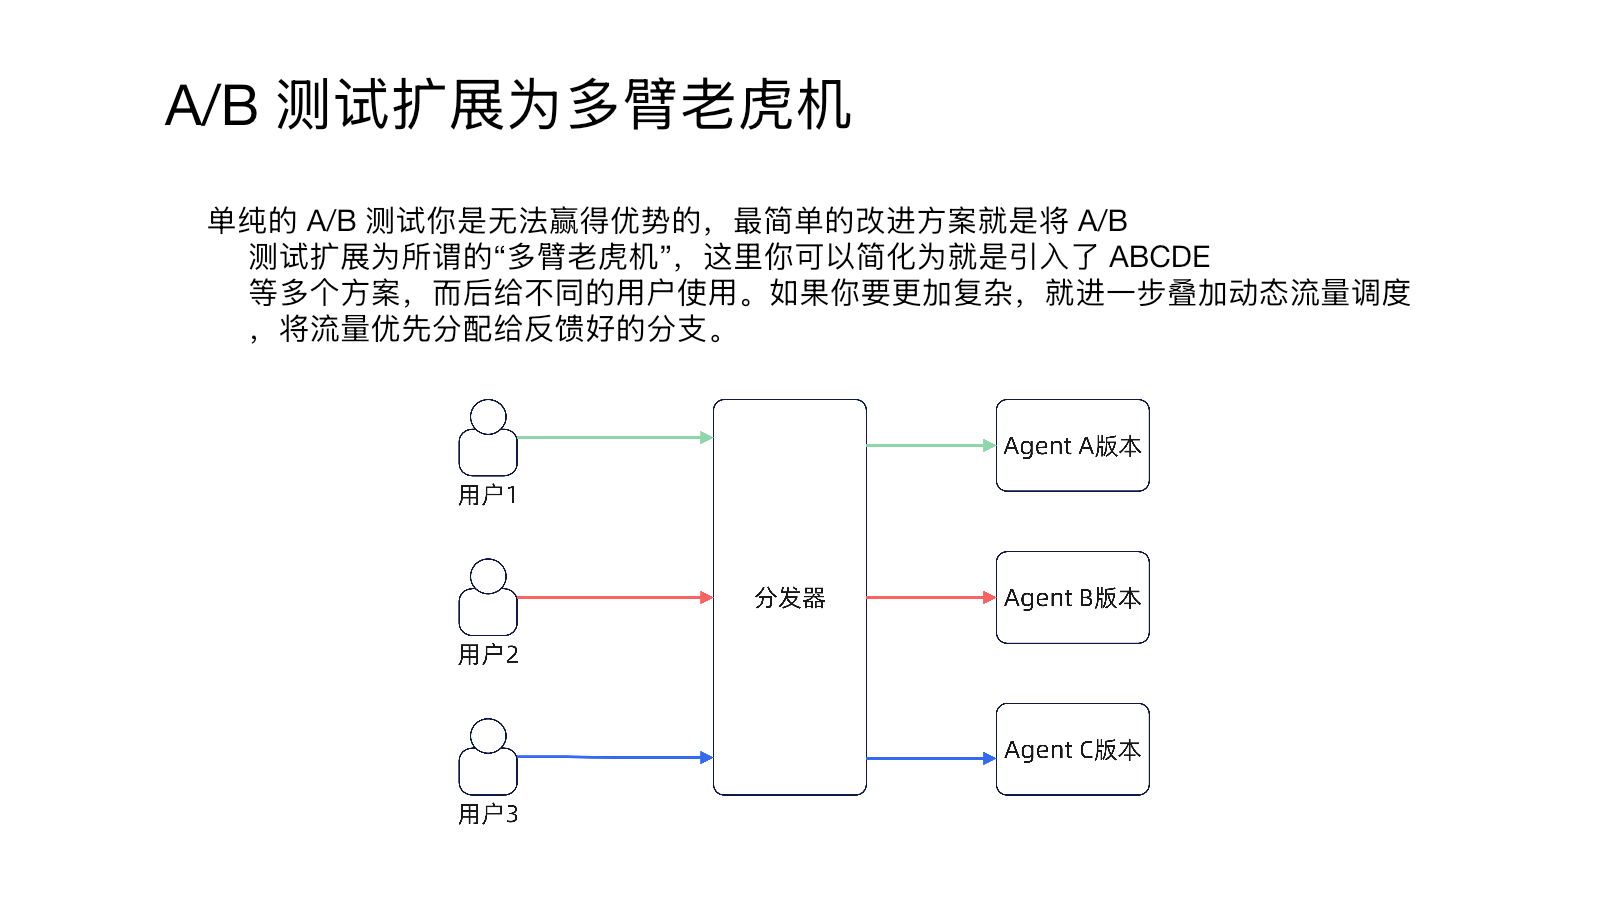 A/B 测试扩展为多臂老虎机
单纯的 A/B 测试你是无法赢得优势的，最简单的改进方案就是将 A/B
测试扩展为所谓的“多臂老虎机”，这里你可以简化为就是引入了 ABCDE
等多个方案，而后给不同的用户使用。如果你要更加复杂，就进一步叠加动态流量调度
，将流量优先分配给反馈好的分支。
用户1
Agent A版本
用户2
分发器
Agent B版本
用户3
Agent C版本